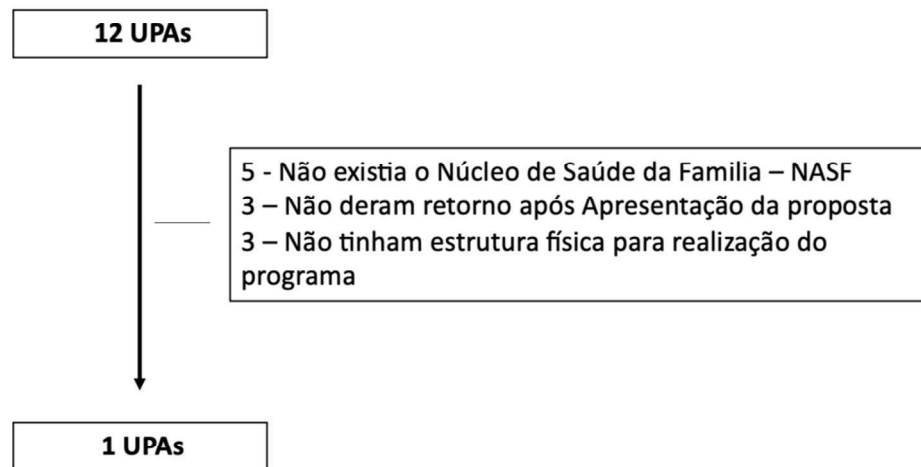 12 UPAs
5 - Não existia o Núcleo de Saúde da Familia – NASF
3 – Não deram retorno após Apresentação da proposta
3 – Não tinham estrutura física para realização do
programa
1 UPAs